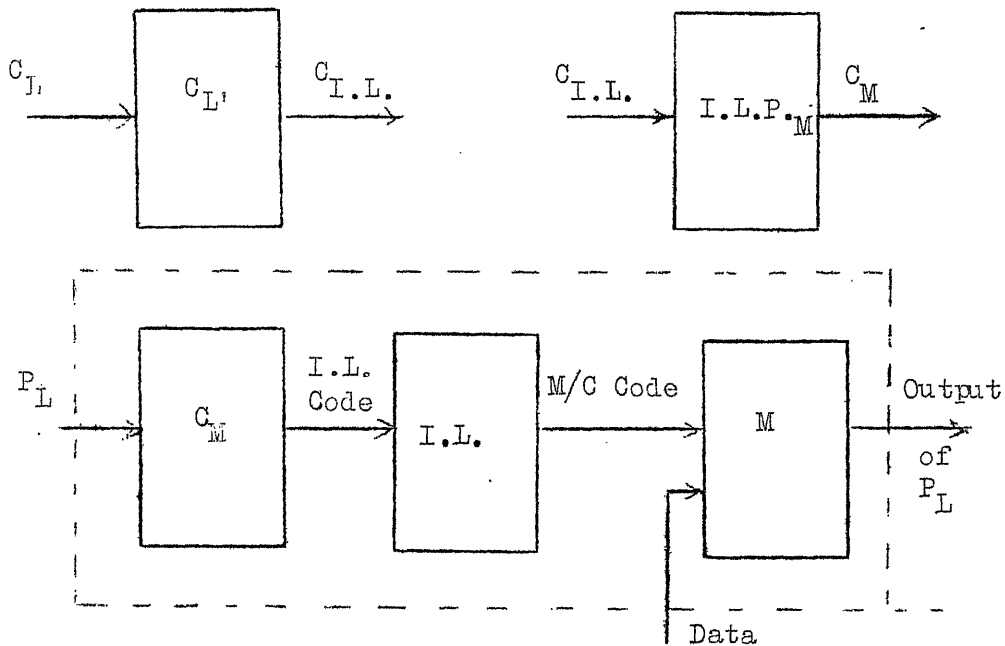 C_L
C_L'
C_I.L.
C_I.L.
I.L.P._M
C_M
P_L
C_M
I.L.
Code
I.L.
M/C Code
M
Output
of
P_L
Data